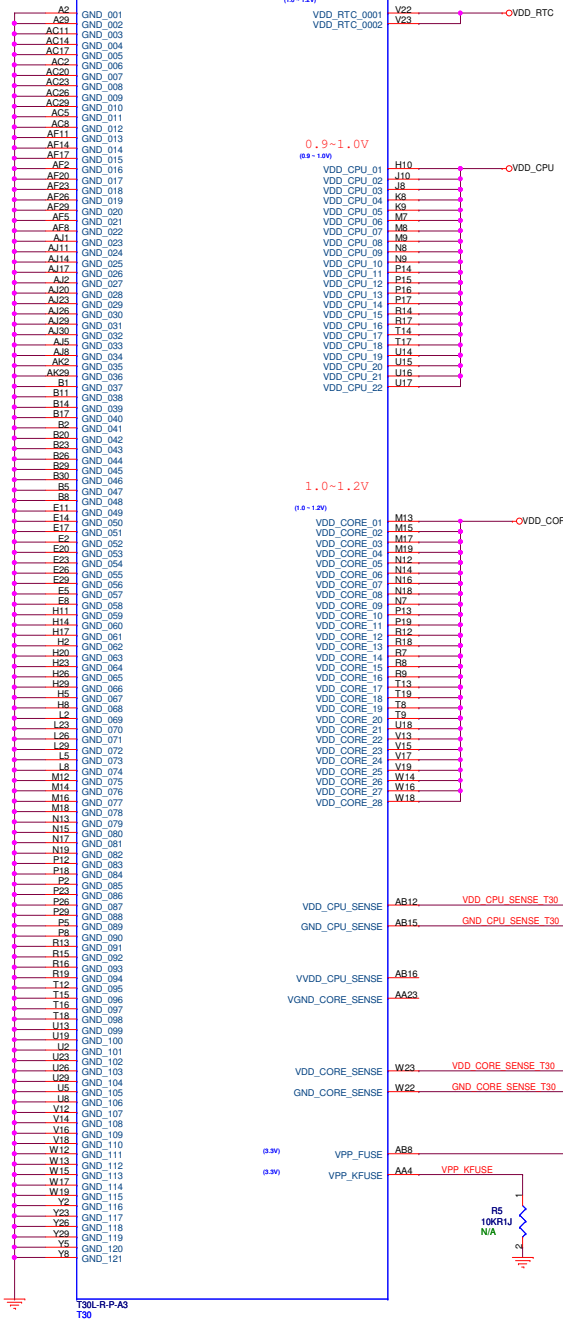 A2 GND_001
A29 GND_002
AC11 GND_003
AC14 GND_004
AC17 GND_005
AC2 GND_006
AC20 GND_007
AC23 GND_008
AC26 GND_009
AC29 GND_010
AC5 GND_011
AC8 GND_012
AF11 GND_013
AF14 GND_014
AF17 GND_015
AF2 GND_016
AF20 GND_017
AF23 GND_018
AF26 GND_019
AF29 GND_020
AF5 GND_021
AF8 GND_022
AJ1 GND_023
AJ11 GND_024
AJ14 GND_025
AJ17 GND_026
AJ2 GND_027
AJ20 GND_028
AJ23 GND_029
AJ26 GND_030
AJ29 GND_031
AJ30 GND_032
AJ5 GND_033
AJ8 GND_034
AK2 GND_035
AK29 GND_036
B1 GND_037
B11 GND_038
B14 GND_039
B17 GND_040
B2 GND_041
B20 GND_042
B23 GND_043
B26 GND_044
B29 GND_045
B30 GND_046
B5 GND_047
B8 GND_048
E11 GND_049
E14 GND_050
E17 GND_051
E2 GND_052
E20 GND_053
E23 GND_054
E26 GND_055
E29 GND_056
E5 GND_057
E8 GND_058
H11 GND_059
H14 GND_060
H17 GND_061
H2 GND_062
H20 GND_063
H23 GND_064
H26 GND_065
H29 GND_066
H5 GND_067
H8 GND_068
L2 GND_069
L23 GND_070
L26 GND_071
L29 GND_072
L5 GND_073
L8 GND_074
M12 GND_075
M14 GND_076
M16 GND_077
M18 GND_078
N13 GND_079
N15 GND_080
N17 GND_081
N19 GND_082
P12 GND_083
P18 GND_084
P2 GND_085
P23 GND_086
P26 GND_087
P29 GND_088
P5 GND_089
P8 GND_090
R13 GND_091
R15 GND_092
R16 GND_093
R19 GND_094
T12 GND_095
T15 GND_096
T16 GND_097
T18 GND_098
U13 GND_099
U19 GND_100
U2 GND_101
U23 GND_102
U26 GND_103
U29 GND_104
U5 GND_105
U8 GND_106
V12 GND_107
V14 GND_108
V16 GND_109
V18 GND_110
W12 GND_111
W13 GND_112
W15 GND_113
W17 GND_114
W19 GND_115
Y2 GND_116
Y23 GND_117
Y26 GND_118
Y29 GND_119
Y5 GND_120
Y8 GND_121
VDD_RTC_0001 V22 VDD_RTC
VDD_RTC_0002 V23
0.9~1.0V
(0.9 ~ 1.0V)
VDD_CPU_01 H10 VDD_CPU
VDD_CPU_02 J10
VDD_CPU_03 J8
VDD_CPU_04 K8
VDD_CPU_05 K9
VDD_CPU_06 M7
VDD_CPU_07 M8
VDD_CPU_08 M9
VDD_CPU_09 N8
VDD_CPU_10 N9
VDD_CPU_11 P14
VDD_CPU_12 P15
VDD_CPU_13 P16
VDD_CPU_14 P17
VDD_CPU_15 R14
VDD_CPU_16 R17
VDD_CPU_17 T14
VDD_CPU_18 T17
VDD_CPU_19 U14
VDD_CPU_20 U15
VDD_CPU_21 U16
VDD_CPU_22 U17
1.0~1.2V
(1.0 ~ 1.2V)
VDD_CORE_01 M13 VDD_COR
VDD_CORE_02 M15
VDD_CORE_03 M17
VDD_CORE_04 M19
VDD_CORE_05 N12
VDD_CORE_06 N14
VDD_CORE_07 N16
VDD_CORE_08 N18
VDD_CORE_09 N7
VDD_CORE_10 P13
VDD_CORE_11 P19
VDD_CORE_12 R12
VDD_CORE_13 R18
VDD_CORE_14 R7
VDD_CORE_15 R8
VDD_CORE_16 R9
VDD_CORE_17 T13
VDD_CORE_18 T19
VDD_CORE_19 T8
VDD_CORE_20 T9
VDD_CORE_21 U18
VDD_CORE_22 V13
VDD_CORE_23 V15
VDD_CORE_24 V17
VDD_CORE_25 V19
VDD_CORE_26 W14
VDD_CORE_27 W16
VDD_CORE_28 W18
VDD_CPU_SENSE AB12 VDD_CPU_SENSE_T30
GND_CPU_SENSE AB15 GND_CPU_SENSE_T30
VVDD_CPU_SENSE AB16
VGND_CORE_SENSE AA23
VDD_CORE_SENSE W23 VDD_CORE_SENSE_T30
GND_CORE_SENSE W22 GND_CORE_SENSE_T30
(3.3V) VPP_FUSE AB8
(3.3V) VPP_KFUSE AA4 VPP_KFUSE
1
R5
10KR1J
N/A
2
T30L-R-P-A3
T30